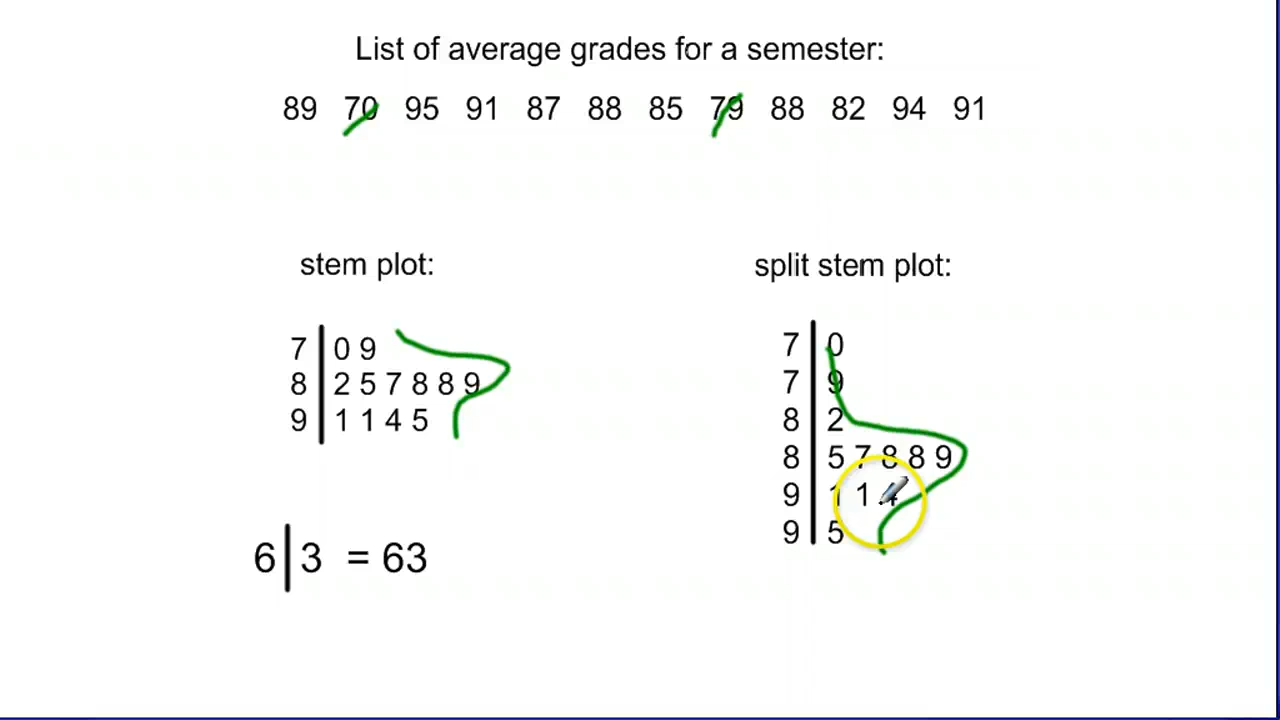 List of average grades for a semester:
89 70 95 91 87 88 85 79 88 82 94 91
stem plot:
7 | 0 9
8 | 2 5 7 8 8 9
9 | 1 1 4 5
6 | 3 = 63
split stem plot:
7 | 0
7 | 9
8 | 2
8 | 5 7 8 8 9
9 | 1 1 4
9 | 5